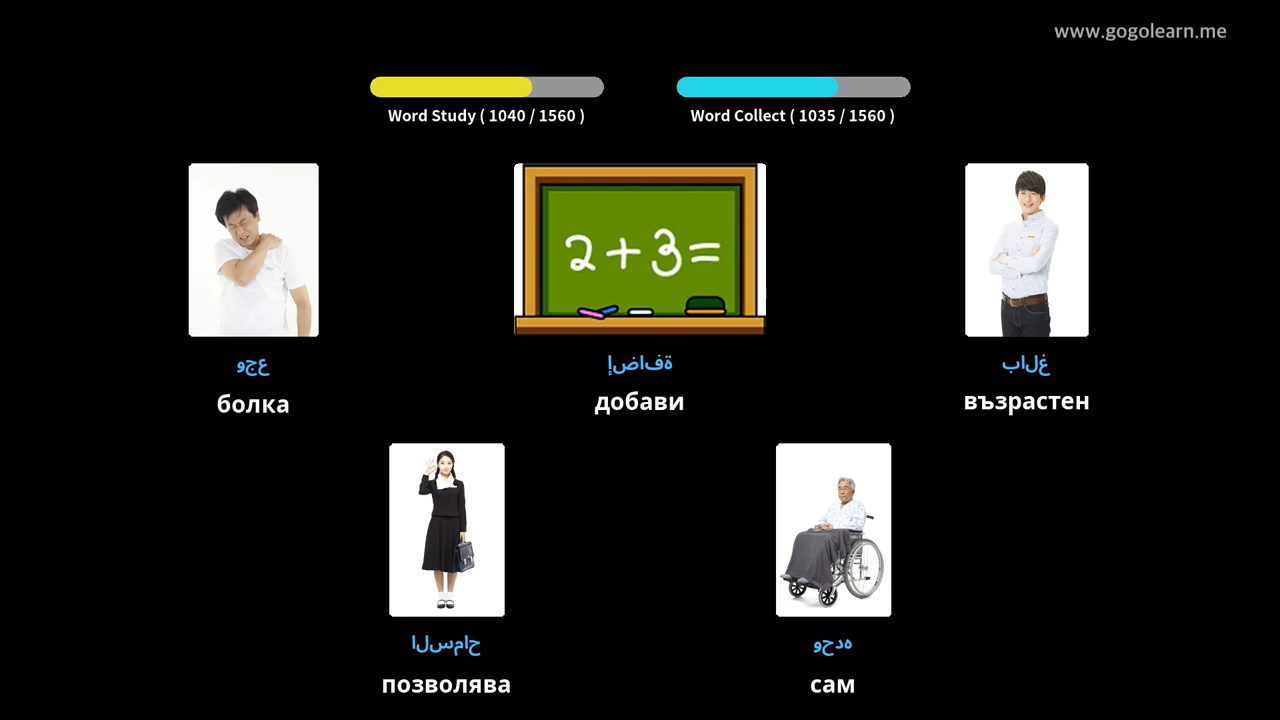 www.gogolearn.me
Word Study ( 1040 / 1560 )
Word Collect ( 1035 / 1560 )
2+3=
وجع
болка
إضافة
добави
بالغ
възрастен
السماح
позволява
وحده
сам